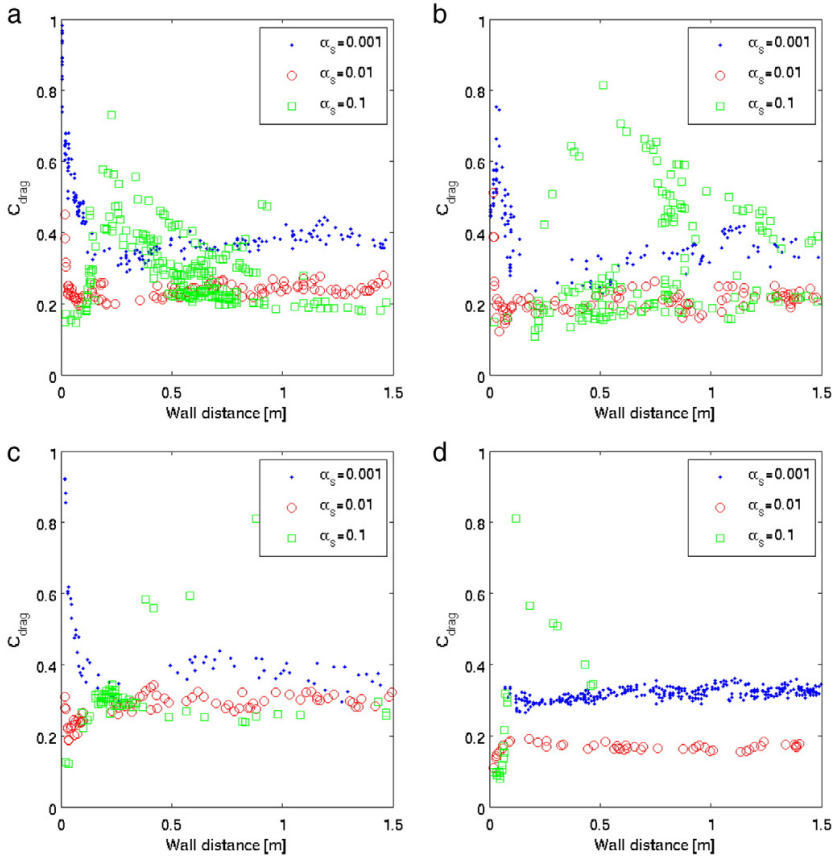 a
1
0.8
0.6
0.4
0.2
0
C_drag
0 0.5 1 1.5
Wall distance [m]
α_S=0.001
α_S=0.01
α_S=0.1
b
1
0.8
0.6
0.4
0.2
0
C_drag
0 0.5 1 1.5
Wall distance [m]
α_S=0.001
α_S=0.01
α_S=0.1
c
1
0.8
0.6
0.4
0.2
0
C_drag
0 0.5 1 1.5
Wall distance [m]
α_S=0.001
α_S=0.01
α_S=0.1
d
1
0.8
0.6
0.4
0.2
0
C_drag
0 0.5 1 1.5
Wall distance [m]
α_S=0.001
α_S=0.01
α_S=0.1